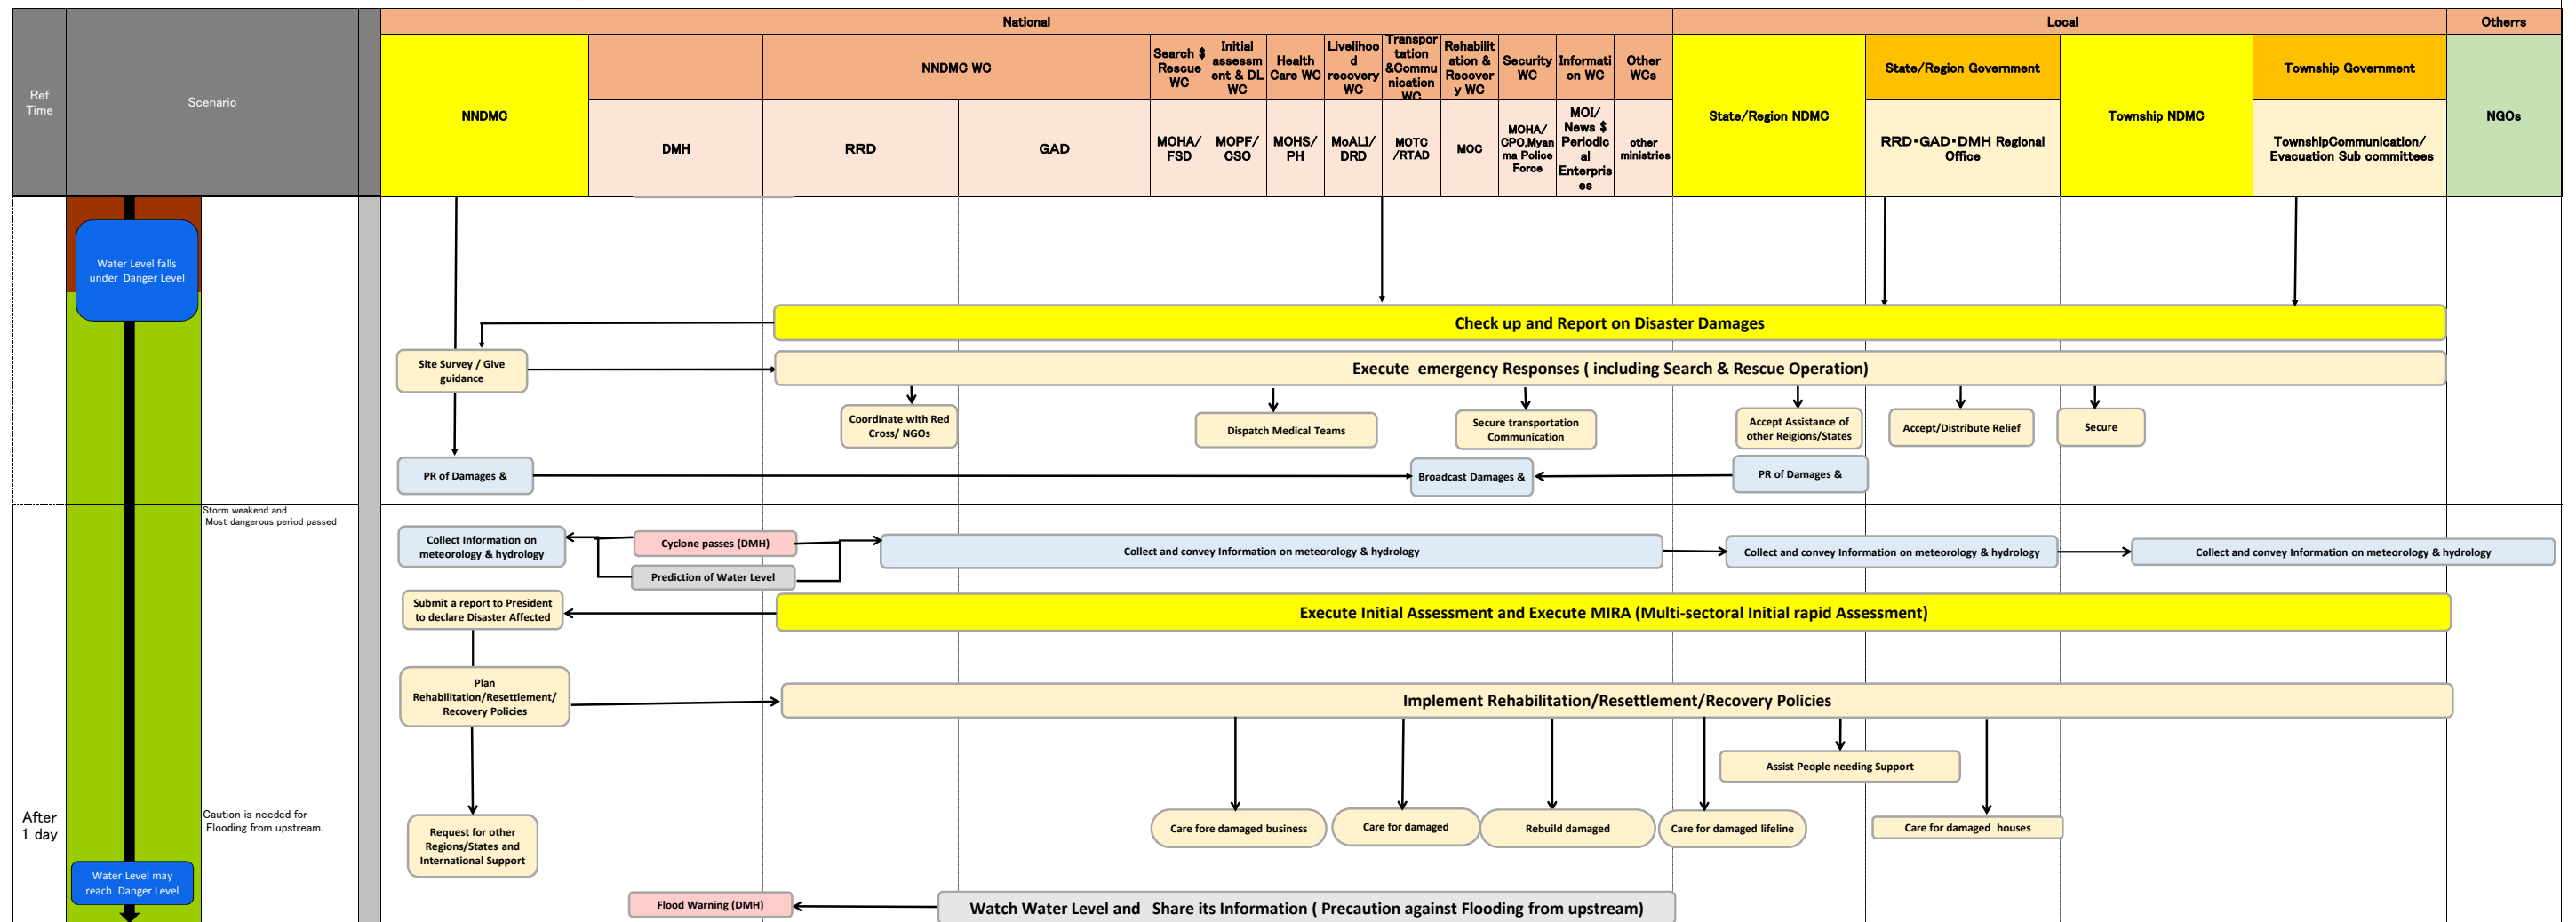 National
Local
Otherrs
Ref
Time
Scenario
NNDMC
NNDMC WC
Search $
Rescue
WC
Initial
assessm
ent & DL
WC
Health
Care WC
Livelihoo
d
recovery
WC
Transpor
tation
&Commu
nication
WC
Rehabilit
ation &
Recover
y WC
Security
WC
Informati
on WC
Other
WCs
State/Region NDMC
State/Region Government
Township NDMC
Township Government
NGOs
DMH
RRD
GAD
MOHA/
FSD
MOPF/
CSO
MOHS/
PH
MoALI/
DRD
MOTC
/RTAD
MOC
MOHA/
CPO,Myan
ma Police
Force
MOI/
News $
Periodic
al
Enterpris
es
other
ministries
RRD・GAD・DMH Regional
Office
TownshipCommunication/
Evacuation Sub committees
Water Level falls
under Danger Level
Check up and Report on Disaster Damages
Site Survey / Give
guidance
Execute emergency Responses ( including Search & Rescue Operation)
Coordinate with Red
Cross/ NGOs
Dispatch Medical Teams
Secure transportation
Communication
Accept Assistance of
other Reigions/States
Accept/Distribute Relief
Secure
PR of Damages &
Broadcast Damages &
PR of Damages &
Storm weakend and
Most dangerous period passed
Collect Information on
meteorology & hydrology
Cyclone passes (DMH)
Prediction of Water Level
Collect and convey Information on meteorology & hydrology
Collect and convey Information on meteorology & hydrology
Collect and convey Information on meteorology & hydrology
Submit a report to President
to declare Disaster Affected
Execute Initial Assessment and Execute MIRA (Multi-sectoral Initial rapid Assessment)
Plan
Rehabilitation/Resettlement/
Recovery Policies
Implement Rehabilitation/Resettlement/Recovery Policies
Assist People needing Support
After
1 day
Caution is needed for
Flooding from upstream.
Request for other
Regions/States and
International Support
Care fore damaged business
Care for damaged
Rebuild damaged
Care for damaged lifeline
Care for damaged houses
Water Level may
reach Danger Level
Flood Warning (DMH)
Watch Water Level and Share its Information ( Precaution against Flooding from upstream)